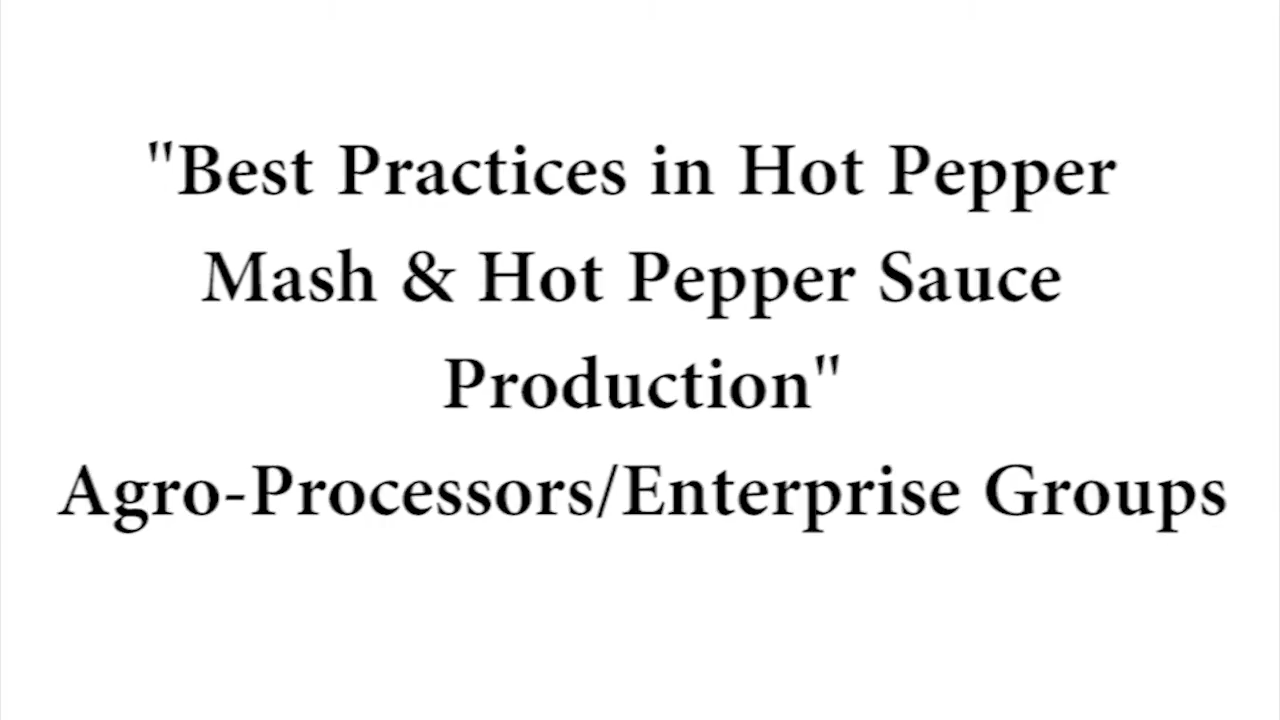 "Best Practices in Hot Pepper
Mash & Hot Pepper Sauce
Production"
Agro-Processors/Enterprise Groups